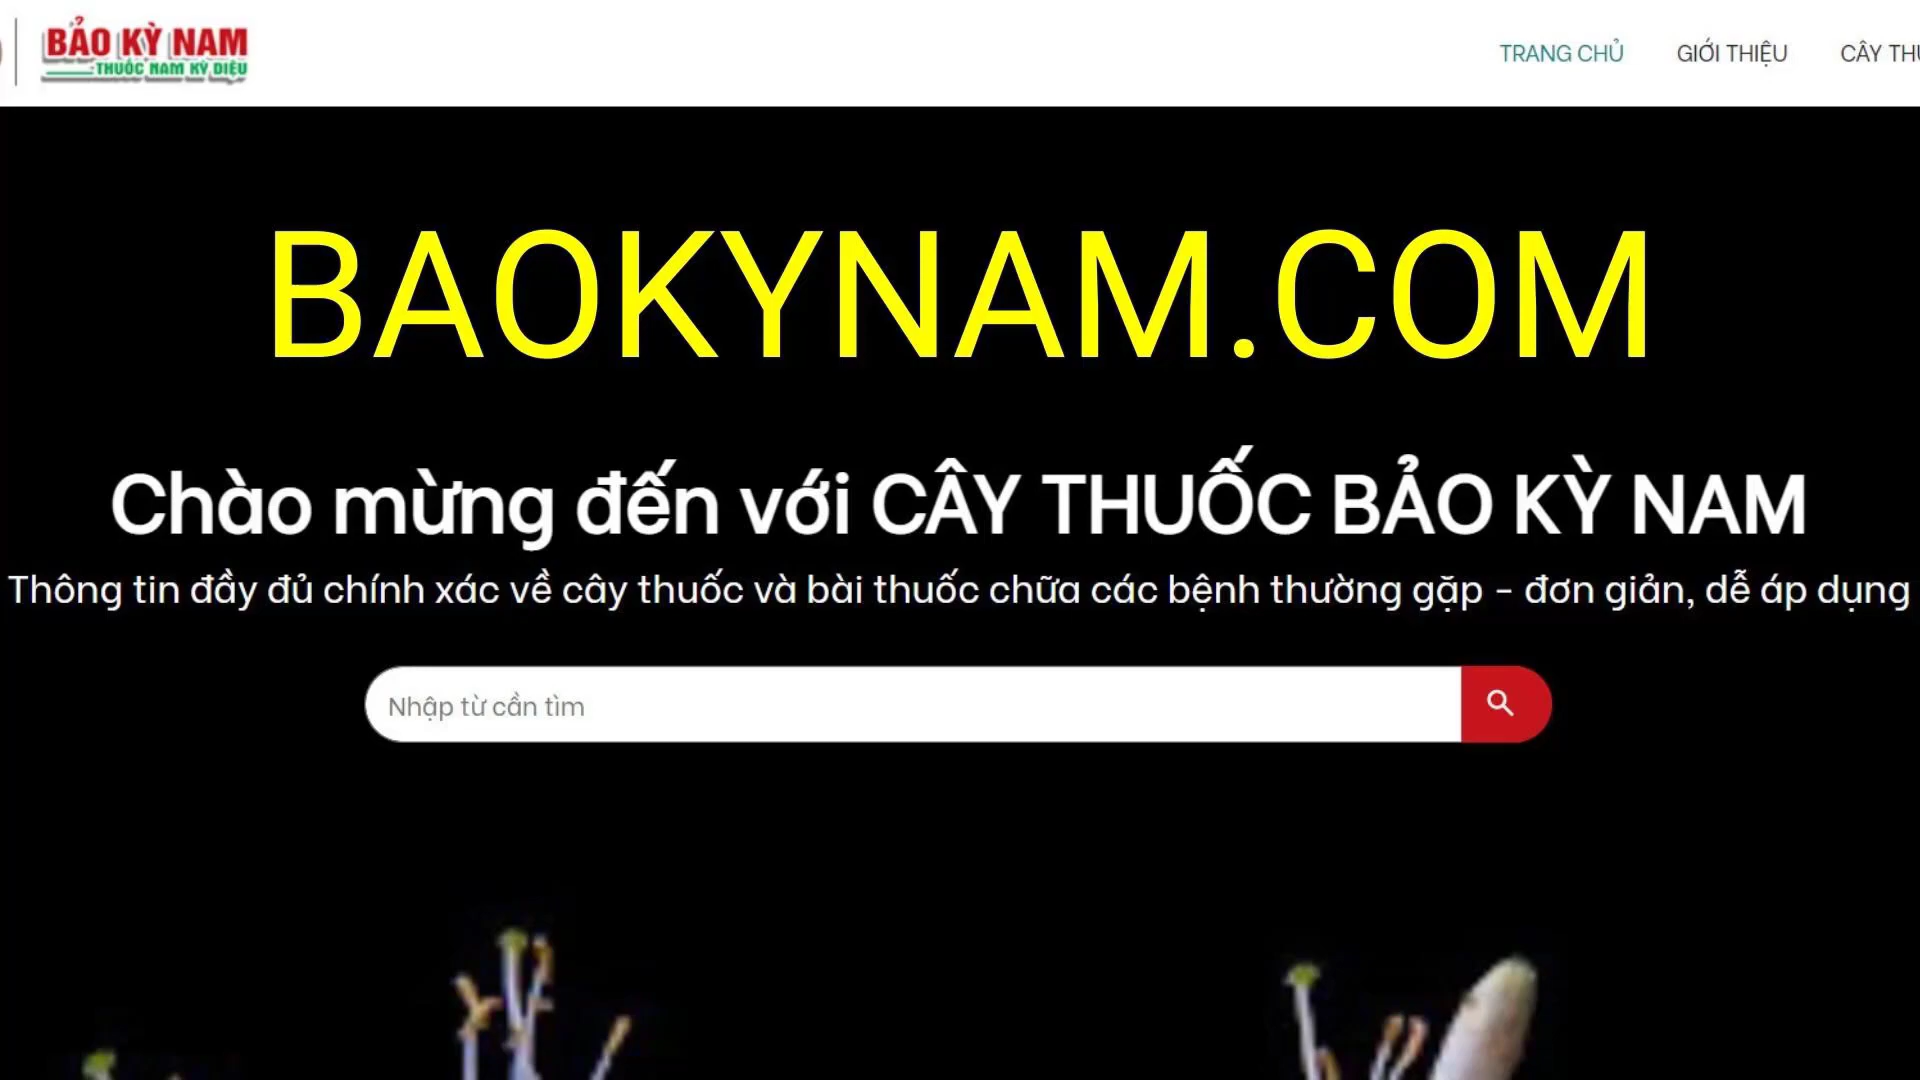 BẢO KỲ NAM
THUỐC NAM KỲ DIỆU
TRANG CHỦ
GIỚI THIỆU
CÂY THU
BAOKYNAM.COM
Chào mừng đến với CÂY THUỐC BẢO KỲ NAM
Thông tin đầy đủ chính xác về cây thuốc và bài thuốc chữa các bệnh thường gặp - đơn giản, dễ áp dụng
Nhập từ cần tìm